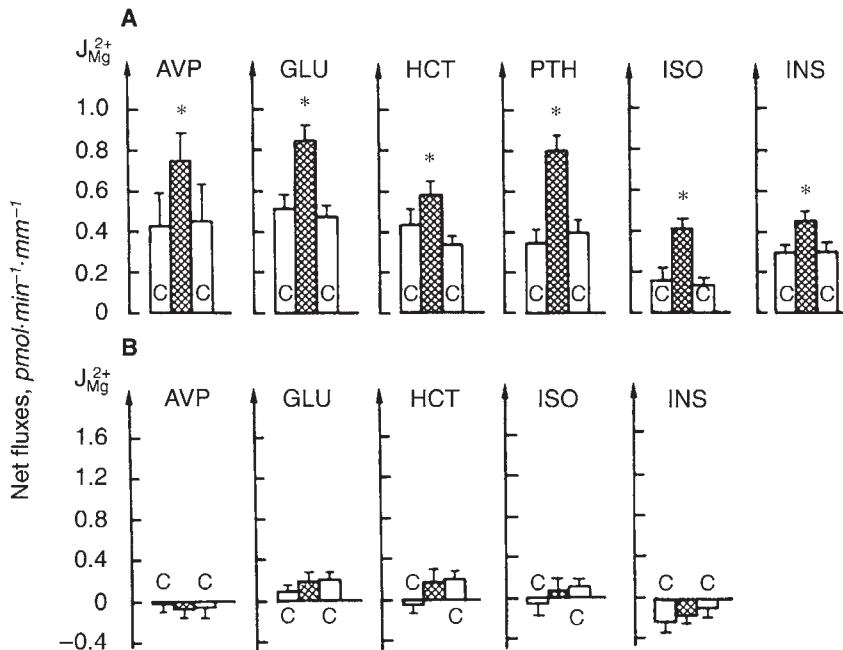 A
J_Mg^2+
AVP GLU HCT PTH ISO INS
* * * * * *
1.0
0.8
0.6
0.4
0.2
0
C C C C C C C C C C C C
B
J_Mg^2+
AVP GLU HCT ISO INS
1.6
1.2
0.8
0.4
0
−0.4
C C C C C C C C C C
Net fluxes, pmol·min⁻¹·mm⁻¹